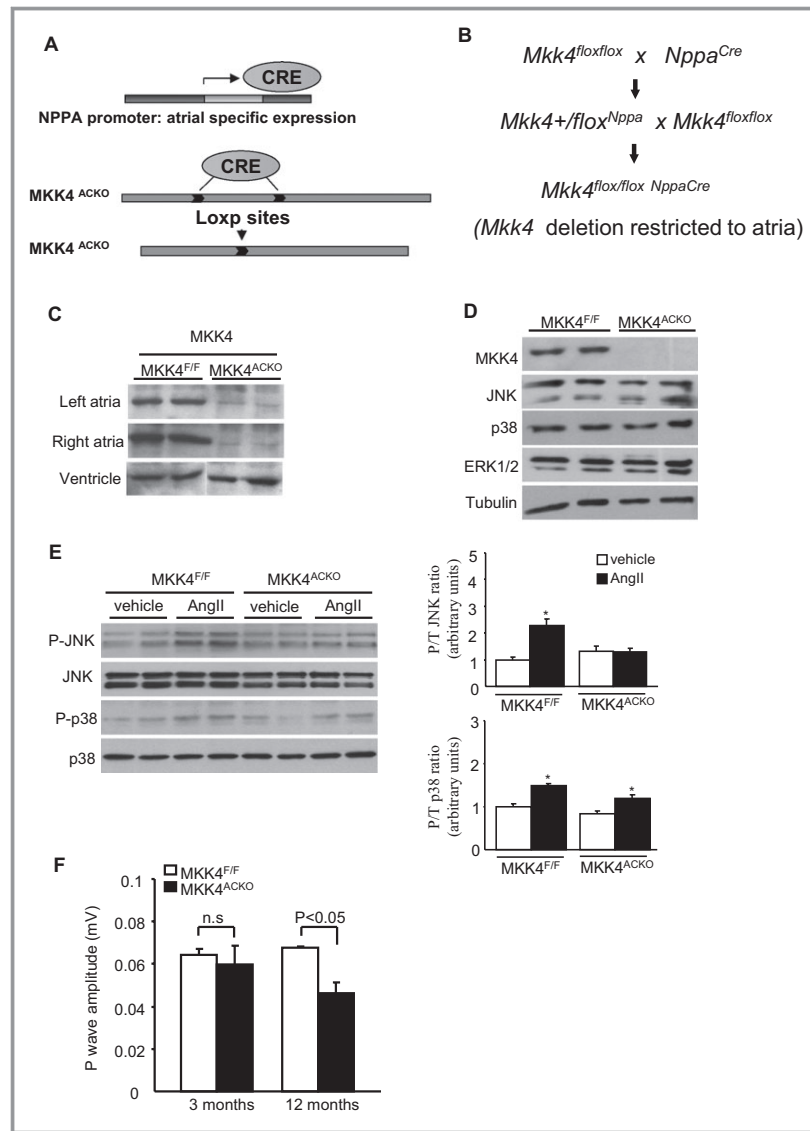 A
CRE
NPPA promoter: atrial specific expression
CRE
MKK4 ACKO
Loxp sites
MKK4 ACKO
B
Mkk4floxflox x NppaCre
Mkk4+/floxNppa x Mkk4floxflox
Mkk4flox/flox NppaCre
(Mkk4 deletion restricted to atria)
C
MKK4
MKK4F/F MKK4ACKO
Left atria
Right atria
Ventricle
D
MKK4F/F MKK4ACKO
MKK4
JNK
p38
ERK1/2
Tubulin
E
MKK4F/F MKK4ACKO
vehicle AngII vehicle AngII
P-JNK
JNK
P-p38
p38
vehicle
AngII
P/T JNK ratio
(arbitrary units)
5
4
3
2
1
0
*
MKK4F/F MKK4ACKO
P/T p38 ratio
(arbitrary units)
3
2
1
0
* *
MKK4F/F MKK4ACKO
F
MKK4F/F
MKK4ACKO
P wave amplitude (mV)
0.1
0.08
0.06
0.04
0.02
0
n.s P<0.05
3 months 12 months